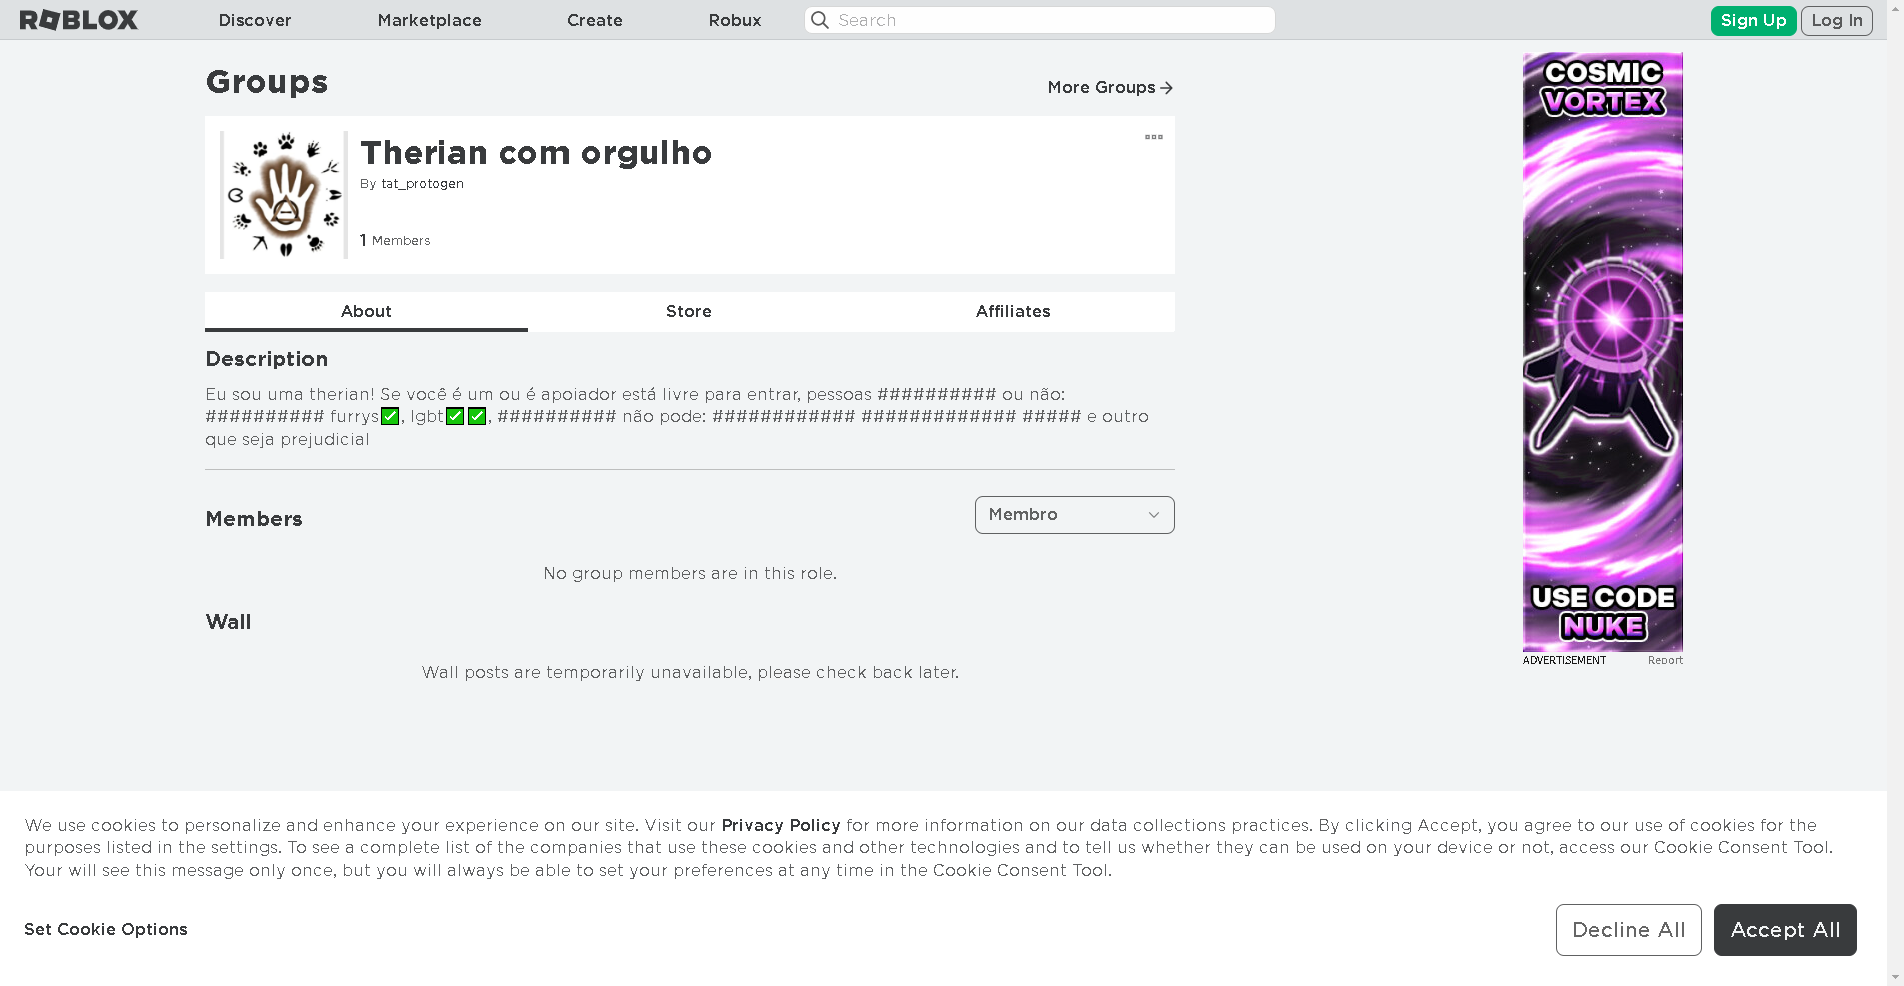 ROBLOX Discover Marketplace Create Robux Search Sign Up Log In
Groups
More Groups
Therian com orgulho
By tat_protogen
1 Members
About Store Affiliates
Description
Eu sou uma therian! Se você é um ou é apoiador está livre para entrar, pessoas ########## ou não:
########## furrys✅, lgbt✅✅, ########## não pode: ############ ############# ##### e outro
que seja prejudicial
Members
Membro
No group members are in this role.
Wall
Wall posts are temporarily unavailable, please check back later.
COSMIC
VORTEX
USE CODE
NUKE
ADVERTISEMENT Report
We use cookies to personalize and enhance your experience on our site. Visit our Privacy Policy for more information on our data collections practices. By clicking Accept, you agree to our use of cookies for the
purposes listed in the settings. To see a complete list of the companies that use these cookies and other technologies and to tell us whether they can be used on your device or not, access our Cookie Consent Tool.
Your will see this message only once, but you will always be able to set your preferences at any time in the Cookie Consent Tool.
Set Cookie Options
Decline All Accept All